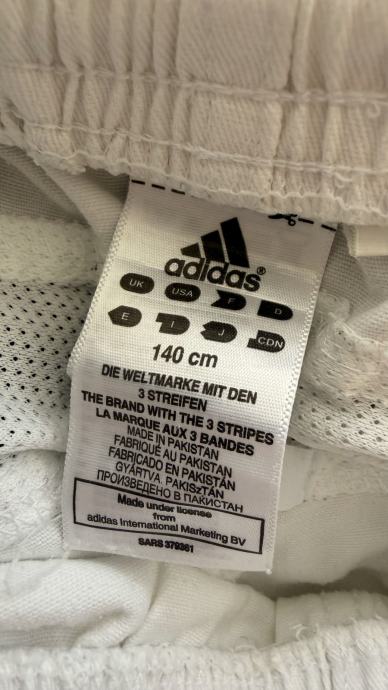 adidas®
UK USA F D
E I J CDN
140 cm
DIE WELTMARKE MIT DEN
3 STREIFEN
THE BRAND WITH THE 3 STRIPES
LA MARQUE AUX 3 BANDES
MADE IN PAKISTAN
FABRIQUÉ AU PAKISTAN
FABRICADO EN PAKISTÁN
GYÁRTVA. PAKISzTÁN
ПРОИЗВЕДЕНО В ПАКИСТАН
Made under license
from
adidas International Marketing BV
SARS 379361